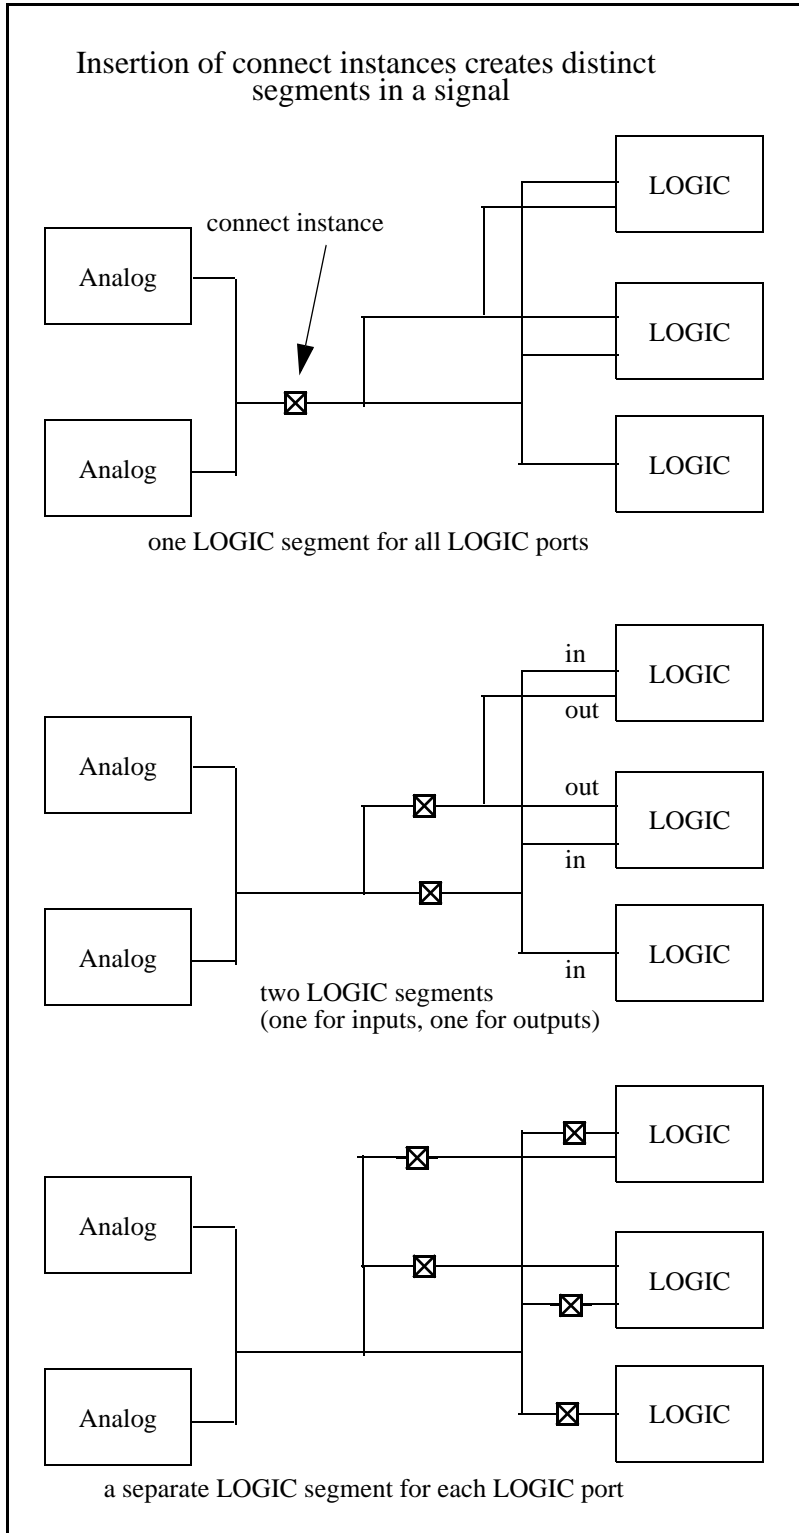 Insertion of connect instances creates distinct
segments in a signal
LOGIC
connect instance
Analog
LOGIC
Analog
LOGIC
one LOGIC segment for all LOGIC ports
in
LOGIC
out
Analog
out
LOGIC
in
Analog
LOGIC
in
two LOGIC segments
(one for inputs, one for outputs)
LOGIC
Analog
LOGIC
Analog
LOGIC
a separate LOGIC segment for each LOGIC port